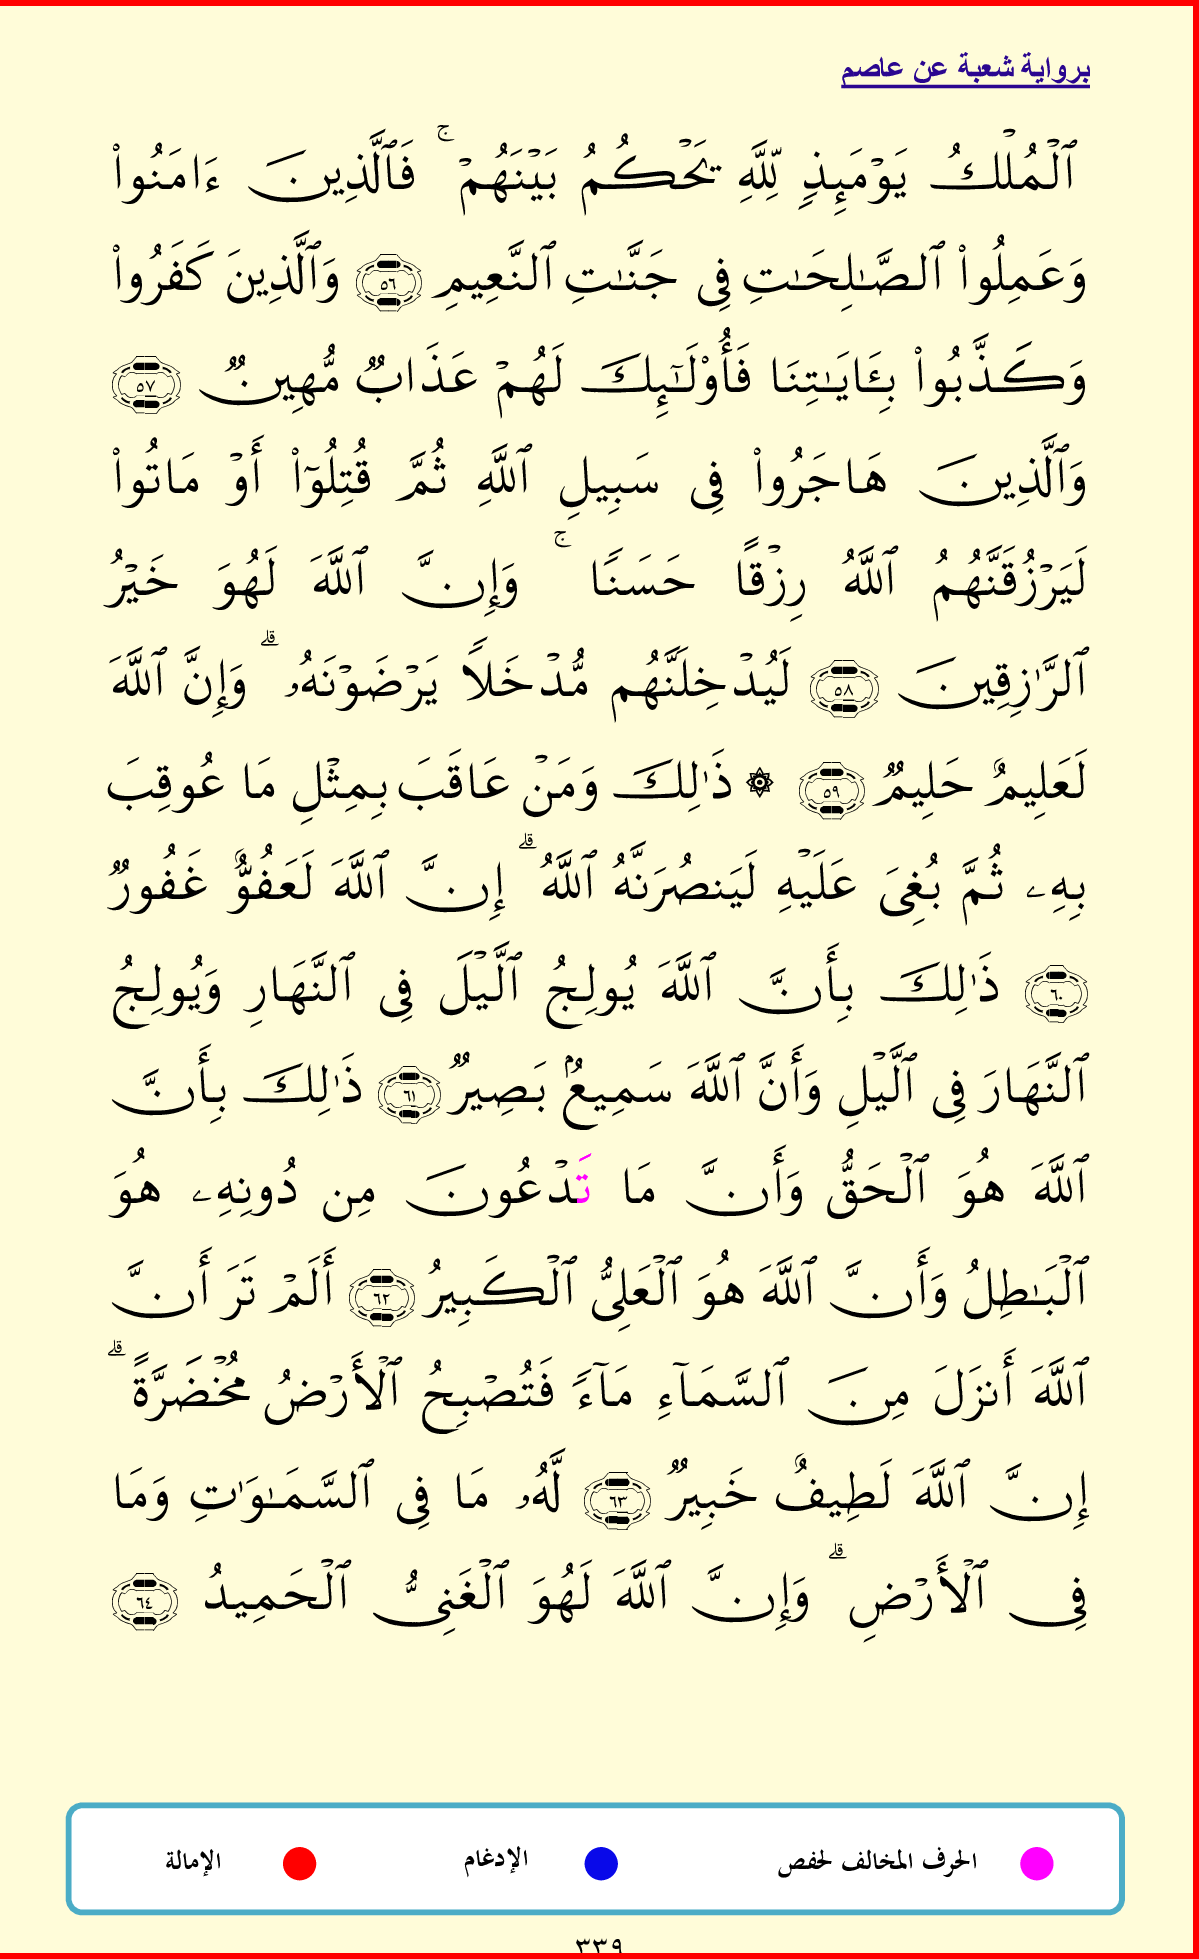 برواية شعبة عن عاصم
ٱلْمُلْكُ يَوْمَئِذٍ لِّلَّهِ يَحْكُمُ بَيْنَهُمْ ۚ فَٱلَّذِينَ ءَامَنُوا۟
وَعَمِلُوا۟ ٱلصَّـٰلِحَـٰتِ فِى جَنَّـٰتِ ٱلنَّعِيمِ ٥٦ وَٱلَّذِينَ كَفَرُوا۟
وَكَذَّبُوا۟ بِـَٔايَـٰتِنَا فَأُو۟لَـٰٓئِكَ لَهُمْ عَذَابٌ مُّهِينٌ ٥٧
وَٱلَّذِينَ هَاجَرُوا۟ فِى سَبِيلِ ٱللَّهِ ثُمَّ قُتِلُوٓا۟ أَوْ مَاتُوا۟
لَيَرْزُقَنَّهُمُ ٱللَّهُ رِزْقًا حَسَنًا ۚ وَإِنَّ ٱللَّهَ لَهُوَ خَيْرُ
ٱلرَّٰزِقِينَ ٥٨ لَيُدْخِلَنَّهُم مُّدْخَلًا يَرْضَوْنَهُۥ ۗ وَإِنَّ ٱللَّهَ
لَعَلِيمٌ حَلِيمٌ ٥٩ ۞ ذَٰلِكَ وَمَنْ عَاقَبَ بِمِثْلِ مَا عُوقِبَ
بِهِۦ ثُمَّ بُغِىَ عَلَيْهِ لَيَنصُرَنَّهُ ٱللَّهُ ۗ إِنَّ ٱللَّهَ لَعَفُوٌّ غَفُورٌ
٦٠ ذَٰلِكَ بِأَنَّ ٱللَّهَ يُولِجُ ٱلَّيْلَ فِى ٱلنَّهَارِ وَيُولِجُ
ٱلنَّهَارَ فِى ٱلَّيْلِ وَأَنَّ ٱللَّهَ سَمِيعٌۢ بَصِيرٌ ٦١ ذَٰلِكَ بِأَنَّ
ٱللَّهَ هُوَ ٱلْحَقُّ وَأَنَّ مَا تَدْعُونَ مِن دُونِهِۦ هُوَ
ٱلْبَـٰطِلُ وَأَنَّ ٱللَّهَ هُوَ ٱلْعَلِىُّ ٱلْكَبِيرُ ٦٢ أَلَمْ تَرَ أَنَّ
ٱللَّهَ أَنزَلَ مِنَ ٱلسَّمَآءِ مَآءً فَتُصْبِحُ ٱلْأَرْضُ مُخْضَرَّةً ۗ
إِنَّ ٱللَّهَ لَطِيفٌ خَبِيرٌ ٦٣ لَّهُۥ مَا فِى ٱلسَّمَـٰوَٰتِ وَمَا
فِى ٱلْأَرْضِ ۗ وَإِنَّ ٱللَّهَ لَهُوَ ٱلْغَنِىُّ ٱلْحَمِيدُ ٦٤
الحرف المخالف لحفص الإدغام الإمالة
٣٣٩